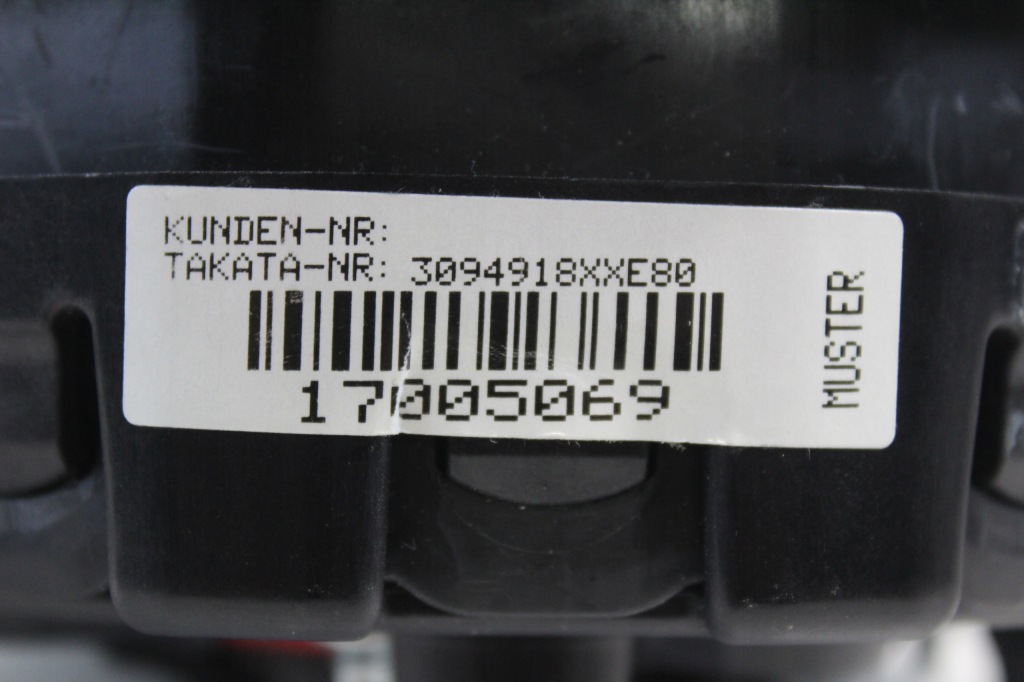 KUNDEN-NR:
TAKATA-NR: 3094918XXE80
17005069
MUSTER